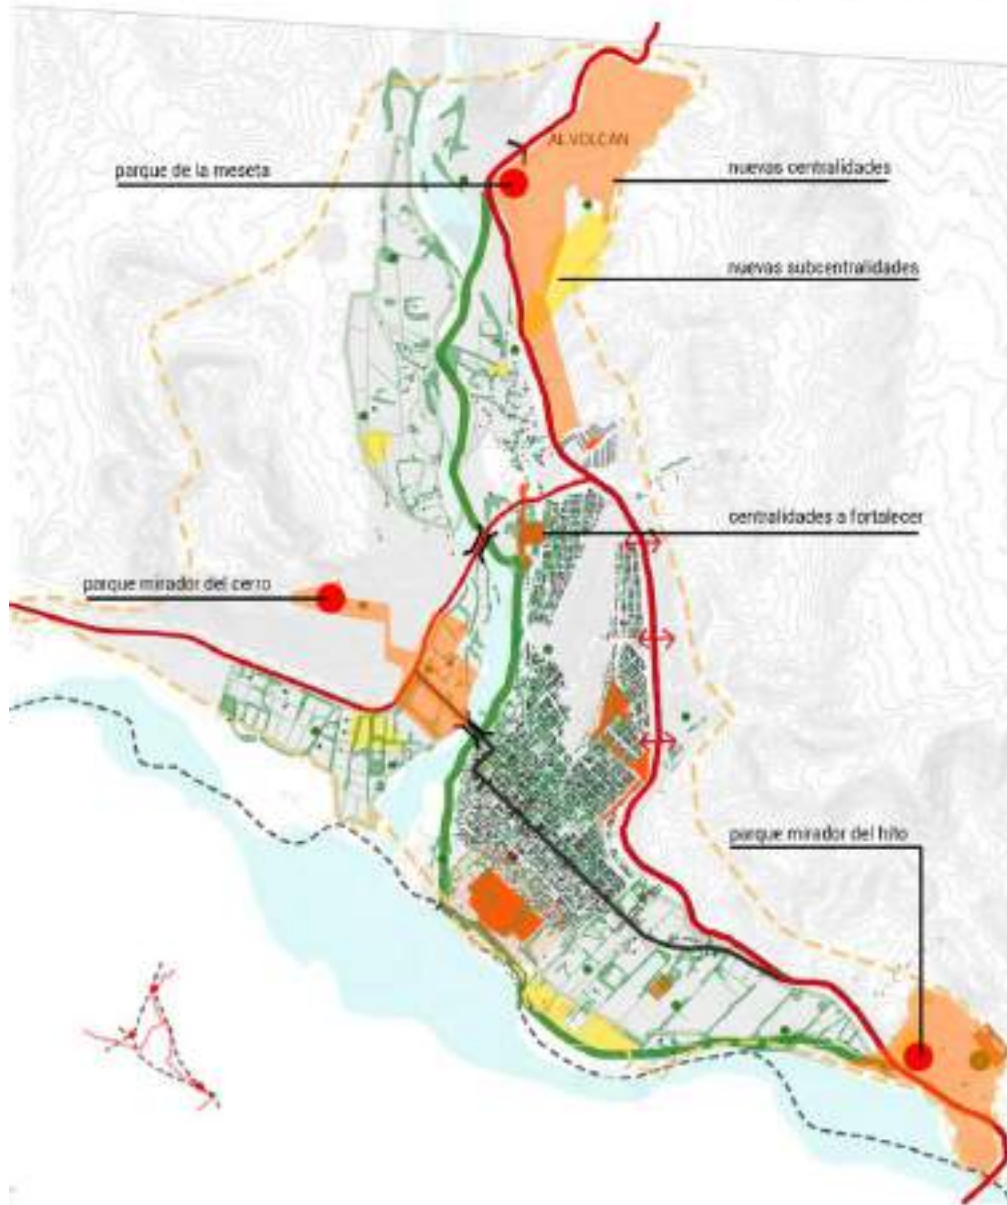 AL VOLCAN
parque de la meseta
nuevas centralidades
nuevas subcentralidades
centralidades a fortalecer
parque mirador del cerro
parque mirador del hito